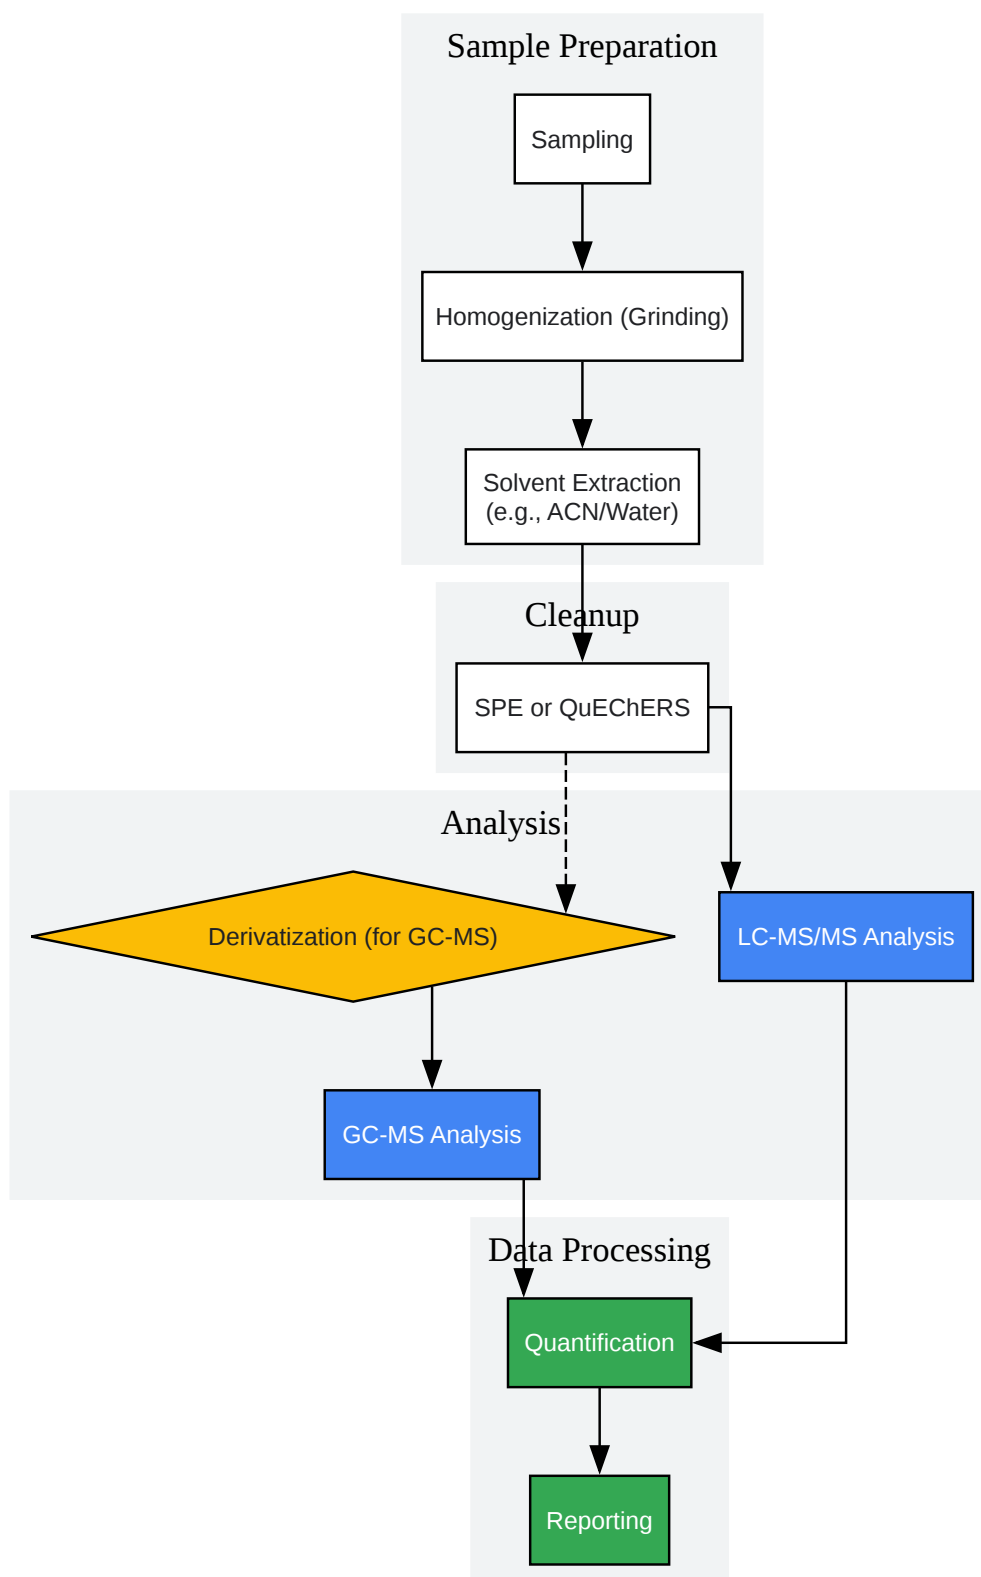 Sample Preparation
Sampling
Homogenization (Grinding)
Solvent Extraction
(e.g., ACN/Water)
Cleanup
SPE or QuEChERS
Analysis
Derivatization (for GC-MS)
LC-MS/MS Analysis
GC-MS Analysis
Data Processing
Quantification
Reporting